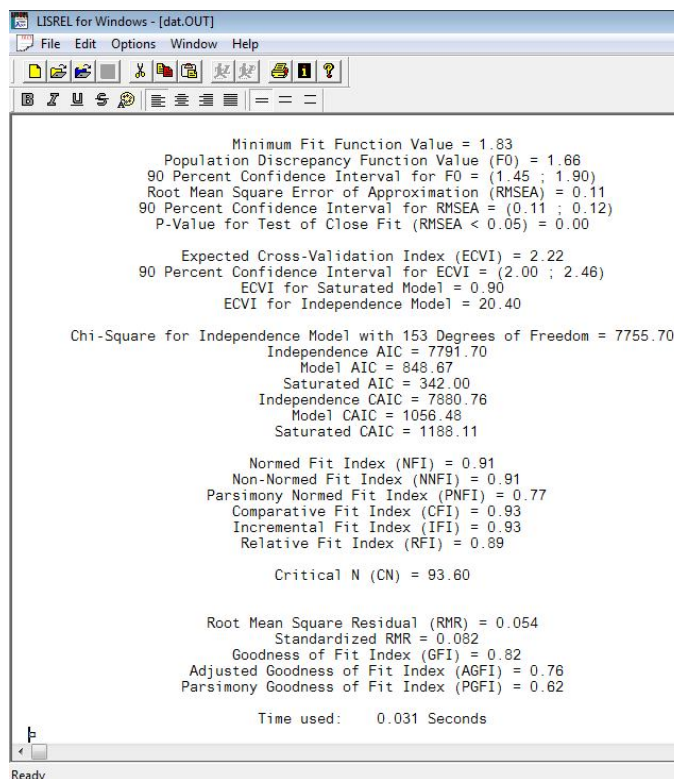 LISREL for Windows - [dat.OUT]
File Edit Options Window Help
B I U S
Minimum Fit Function Value = 1.83
Population Discrepancy Function Value (F0) = 1.66
90 Percent Confidence Interval for F0 = (1.45 ; 1.90)
Root Mean Square Error of Approximation (RMSEA) = 0.11
90 Percent Confidence Interval for RMSEA = (0.11 ; 0.12)
P-Value for Test of Close Fit (RMSEA < 0.05) = 0.00
Expected Cross-Validation Index (ECVI) = 2.22
90 Percent Confidence Interval for ECVI = (2.00 ; 2.46)
ECVI for Saturated Model = 0.90
ECVI for Independence Model = 20.40
Chi-Square for Independence Model with 153 Degrees of Freedom = 7755.70
Independence AIC = 7791.70
Model AIC = 848.67
Saturated AIC = 342.00
Independence CAIC = 7880.76
Model CAIC = 1056.48
Saturated CAIC = 1188.11
Normed Fit Index (NFI) = 0.91
Non-Normed Fit Index (NNFI) = 0.91
Parsimony Normed Fit Index (PNFI) = 0.77
Comparative Fit Index (CFI) = 0.93
Incremental Fit Index (IFI) = 0.93
Relative Fit Index (RFI) = 0.89
Critical N (CN) = 93.60
Root Mean Square Residual (RMR) = 0.054
Standardized RMR = 0.082
Goodness of Fit Index (GFI) = 0.82
Adjusted Goodness of Fit Index (AGFI) = 0.76
Parsimony Goodness of Fit Index (PGFI) = 0.62
Time used: 0.031 Seconds
Ready